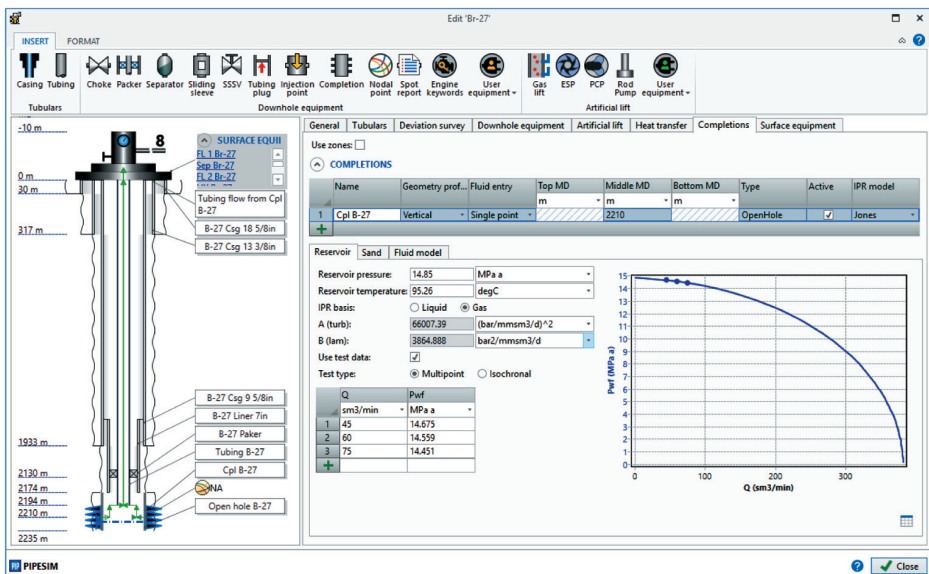 Edit 'Br-27'
INSERT FORMAT
Casing Tubing Choke Packer Separator Sliding sleeve SSSV Tubing plug Injection point Completion Nodal point Spot report Engine keywords User equipment Gas lift ESP PCP Rod Pump User equipment
Tubulars Downhole equipment Artificial lift
-10 m
8
SURFACE EQUII
FL 1 Br-27
Sep Br-27
FL 2 Br-27
0 m
30 m
Tubing flow from Cpl B-27
B-27 Csg 18 5/8in
317 m
B-27 Csg 13 3/8in
B-27 Csg 9 5/8in
B-27 Liner 7in
B-27 Paker
1933 m
Tubing B-27
2130 m
Cpl B-27
2174 m
NA
2194 m
2210 m
Open hole B-27
2235 m
General Tubulars Deviation survey Downhole equipment Artificial lift Heat transfer Completions Surface equipment
Use zones:
COMPLETIONS
Name Geometry prof... Fluid entry Top MD Middle MD Bottom MD Type Active IPR model
m m m
1 Cpl B-27 Vertical Single point 2210 OpenHole Jones
+
Reservoir Sand Fluid model
Reservoir pressure: 14.85 MPa a
Reservoir temperature: 95.26 degC
IPR basis: Liquid Gas
A (turb): 66007.39 (bar/mmsm3/d)^2
B (lam): 3864.888 bar2/mmsm3/d
Use test data:
Test type: Multipoint Isochronal
Q Pwf
sm3/min MPa a
1 45 14.675
2 60 14.559
3 75 14.451
+
15
14
13
12
11
10
9
8
7
6
5
4
3
2
1
0
Pwf (MPa a)
0 100 200 300
Q (sm3/min)
PIPESIM
Close